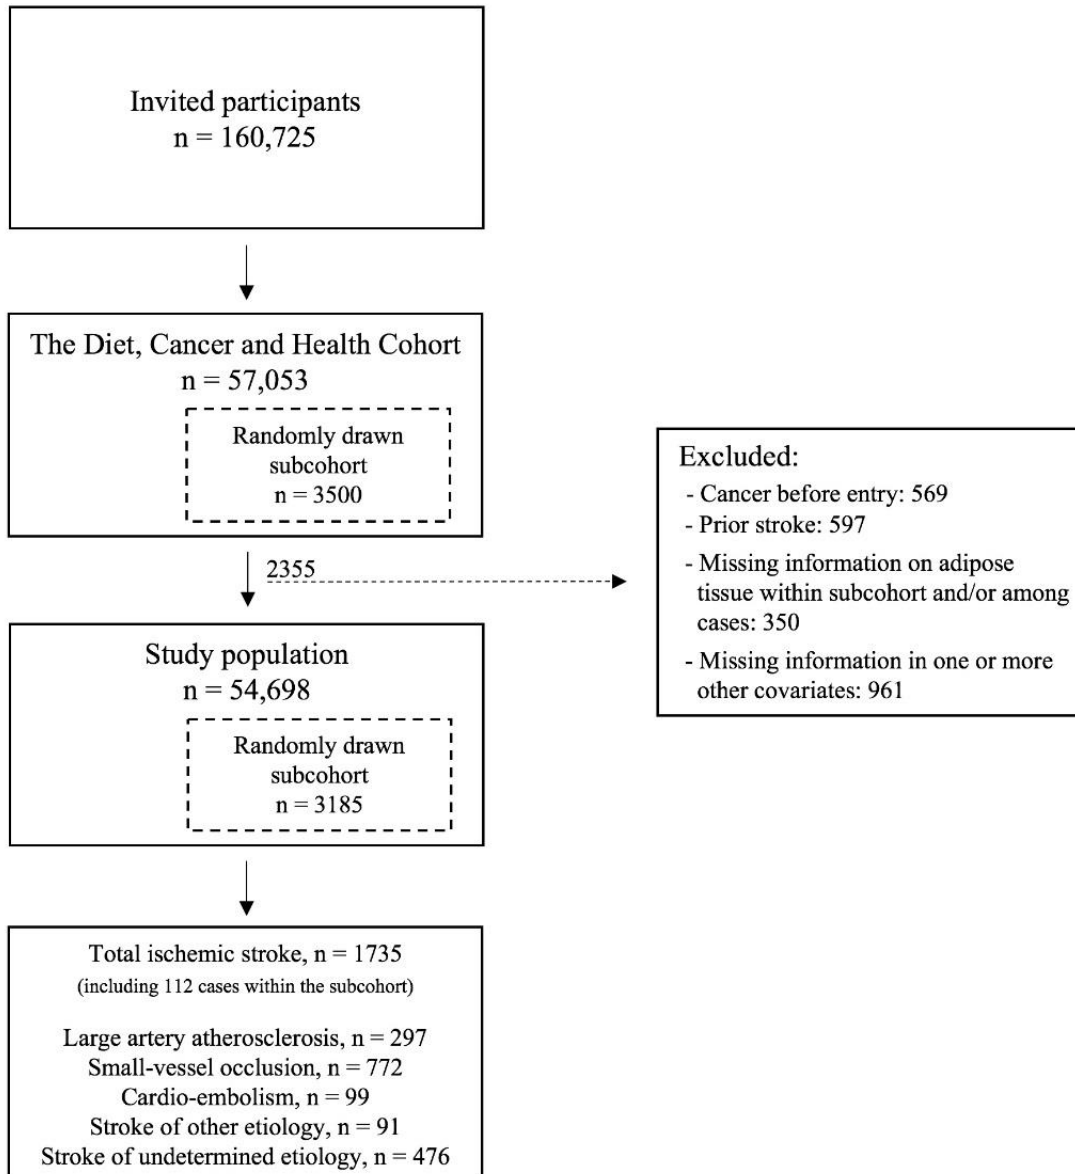 Invited participants
n = 160,725
The Diet, Cancer and Health Cohort
n = 57,053
Randomly drawn
subcohort
n = 3500
2355
Excluded:
- Cancer before entry: 569
- Prior stroke: 597
- Missing information on adipose
tissue within subcohort and/or among
cases: 350
- Missing information in one or more
other covariates: 961
Study population
n = 54,698
Randomly drawn
subcohort
n = 3185
Total ischemic stroke, n = 1735
(including 112 cases within the subcohort)
Large artery atherosclerosis, n = 297
Small-vessel occlusion, n = 772
Cardio-embolism, n = 99
Stroke of other etiology, n = 91
Stroke of undetermined etiology, n = 476